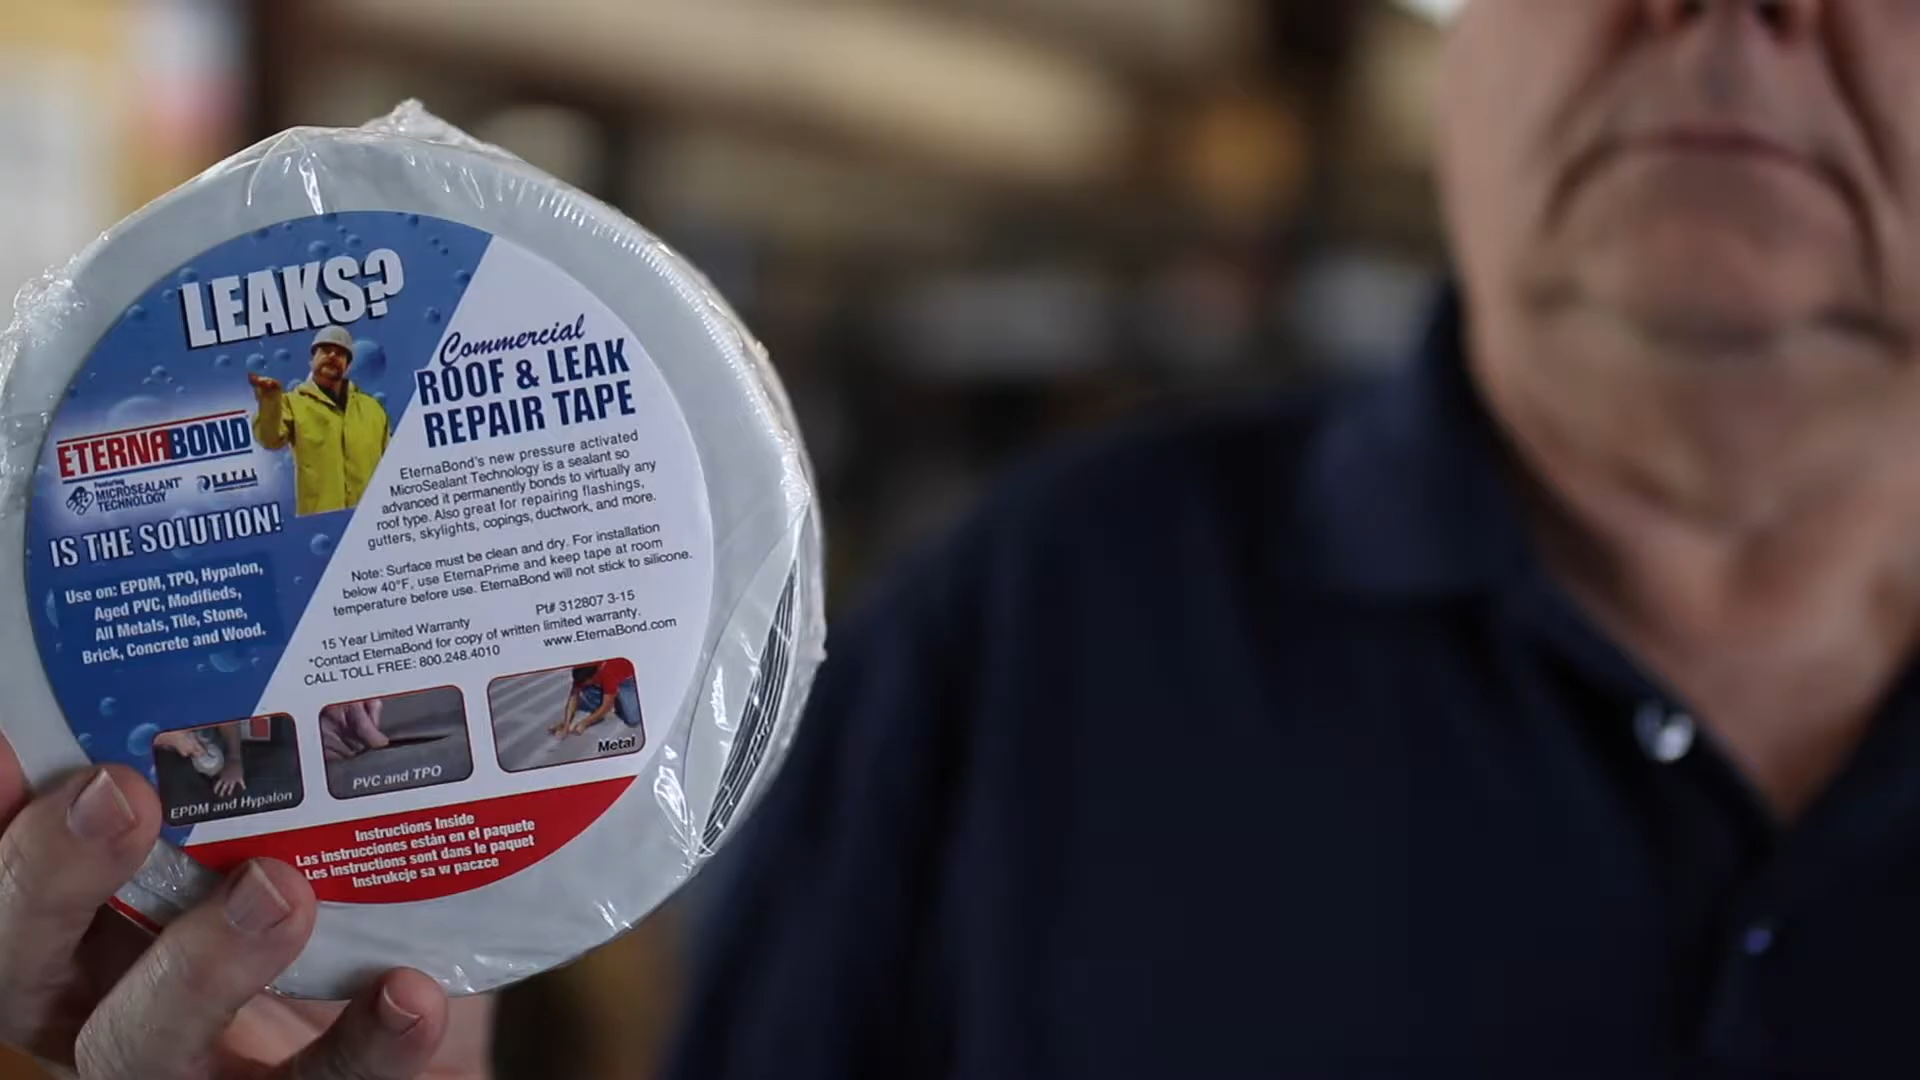 LEAKS?
ETERNABOND
Featuring
MICROSEALANT
TECHNOLOGY
IS THE SOLUTION!
Use on: EPDM, TPO, Hypalon,
Aged PVC, Modifieds,
All Metals, Tile, Stone,
Brick, Concrete and Wood.
Commercial
ROOF & LEAK
REPAIR TAPE
EternaBond's new pressure activated
MicroSealant Technology is a sealant so
advanced it permanently bonds to virtually any
roof type. Also great for repairing flashings,
gutters, skylights, copings, ductwork, and more.
Note: Surface must be clean and dry. For installation
below 40°F, use EternaPrime and keep tape at room
temperature before use. EternaBond will not stick to silicone.
Pt# 312807 3-15
15 Year Limited Warranty
*Contact EternaBond for copy of written limited warranty.
CALL TOLL FREE: 800.248.4010
www.EternaBond.com
EPDM and Hypalon
PVC and TPO
Metal
Instructions Inside
Las instrucciones están en el paquete
Les instructions sont dans le paquet
Instrukcje sa w paczce